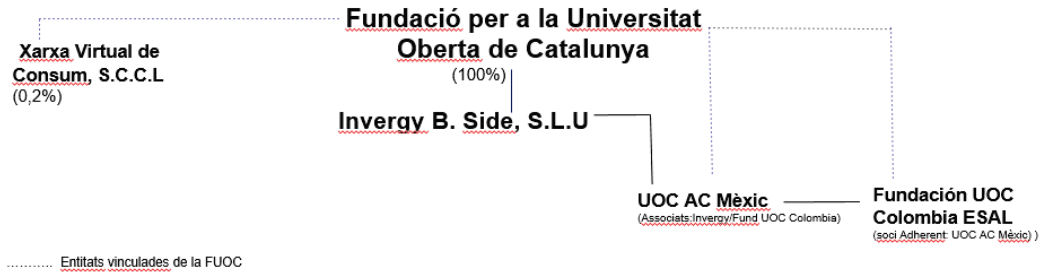 Fundació per a la Universitat
Oberta de Catalunya
(100%)
Xarxa Virtual de
Consum, S.C.C.L
(0,2%)
Invergy B. Side, S.L.U
UOC AC Mèxic
(Associats:Invergy/Fund UOC Colombia)
Fundación UOC
Colombia ESAL
(soci Adherent: UOC AC Mèxic) )
........... Entitats vinculades de la FUOC